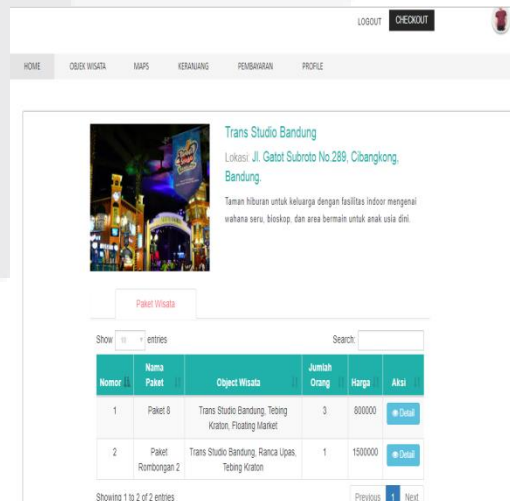 LOGOUT CHECKOUT
HOME OBJEK WISATA MAPS KERANJANG PEMBAYARAN PROFILE
Trans Studio Bandung
Lokasi: Jl. Gatot Subroto No.289, Cibangkong,
Bandung.
Taman hiburan untuk keluarga dengan fasilitas indoor mengenai
wahana seru, bioskop, dan area bermain untuk anak usia dini.
Paket Wisata
Show 10 entries Search:
Nomor Nama Paket Object Wisata Jumlah Orang Harga Aksi
1 Paket 8 Trans Studio Bandung, Tebing Kraton, Floating Market 3 800000 Detail
2 Paket Rombongan 2 Trans Studio Bandung, Ranca Upas, Tebing Kraton 1 1500000 Detail
Showing 1 to 2 of 2 entries Previous 1 Next